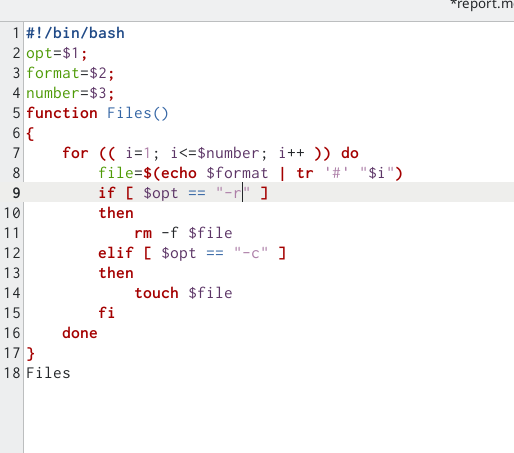 *report.m
1 #!/bin/bash
2 opt=$1;
3 format=$2;
4 number=$3;
5 function Files()
6 {
7     for (( i=1; i<=$number; i++ )) do
8         file=$(echo $format | tr '#' "$i")
9         if [ $opt == "-r" ]
10         then
11             rm -f $file
12         elif [ $opt == "-c" ]
13         then
14             touch $file
15         fi
16     done
17 }
18 Files